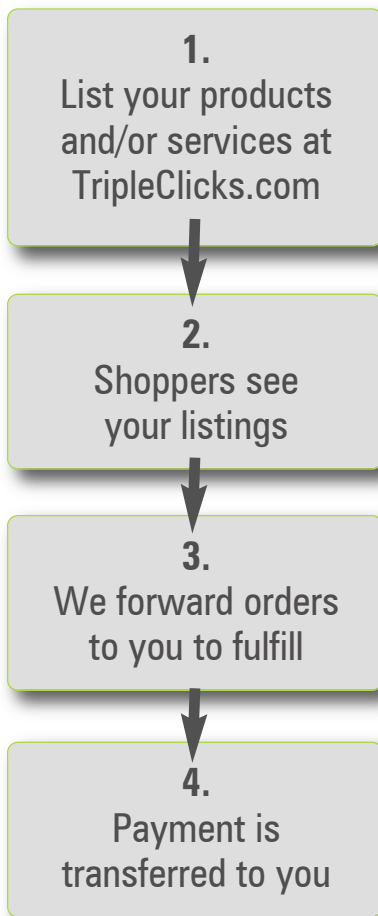 1.
List your products
and/or services at
TripleClicks.com
2.
Shoppers see
your listings
3.
We forward orders
to you to fulfill
4.
Payment is
transferred to you